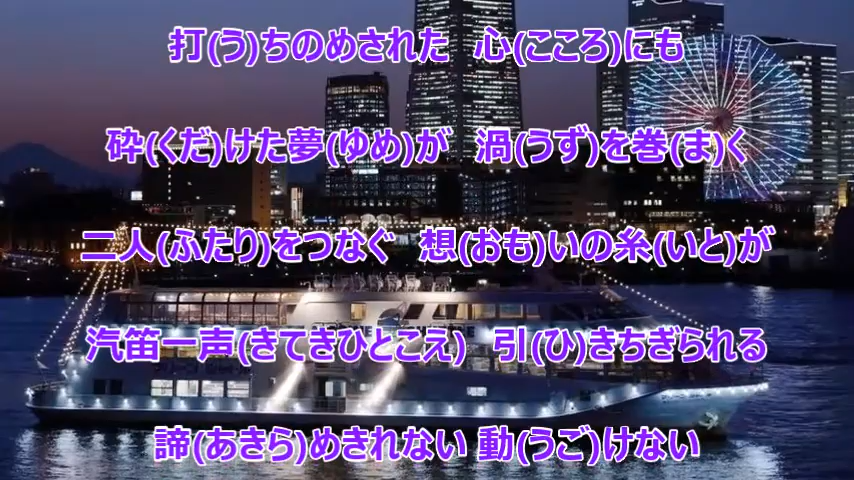 打(う)ちのめされた 心(こころ)にも
砕(くだ)けた夢(ゆめ)が 渦(うず)を巻(ま)く
二人(ふたり)をつなぐ 想(おも)いの糸(いと)が
汽笛一声(きてきひとこえ) 引(ひ)きちぎられる
諦(あきら)めきれない 動(うご)けない